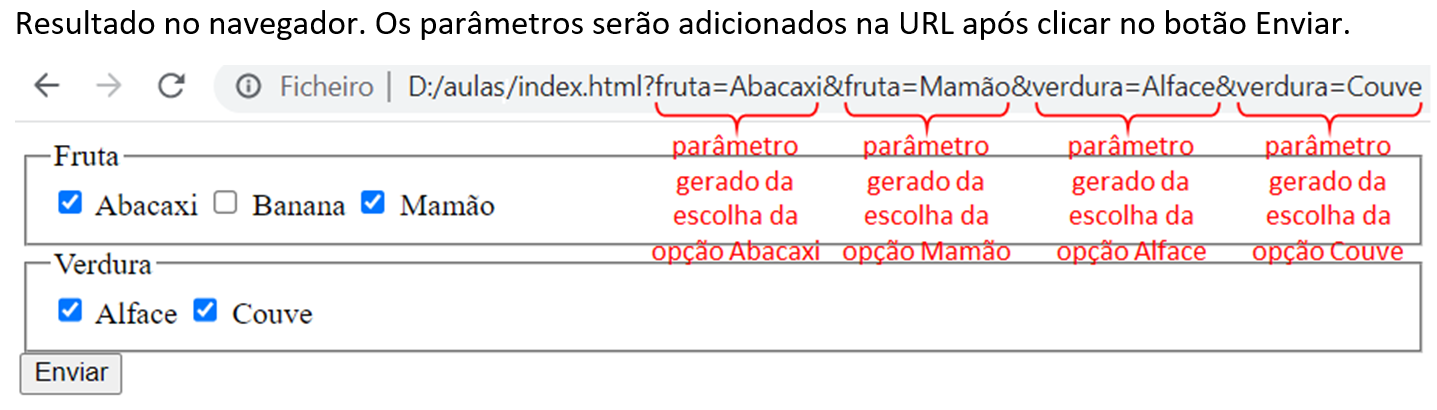 Resultado no navegador. Os parâmetros serão adicionados na URL após clicar no botão Enviar.
Ficheiro | D:/aulas/index.html?fruta=Abacaxi&fruta=Mamão&verdura=Alface&verdura=Couve
parâmetro gerado da escolha da opção Abacaxi
parâmetro gerado da escolha da opção Mamão
parâmetro gerado da escolha da opção Alface
parâmetro gerado da escolha da opção Couve
Fruta
Abacaxi Banana Mamão
Verdura
Alface Couve
Enviar